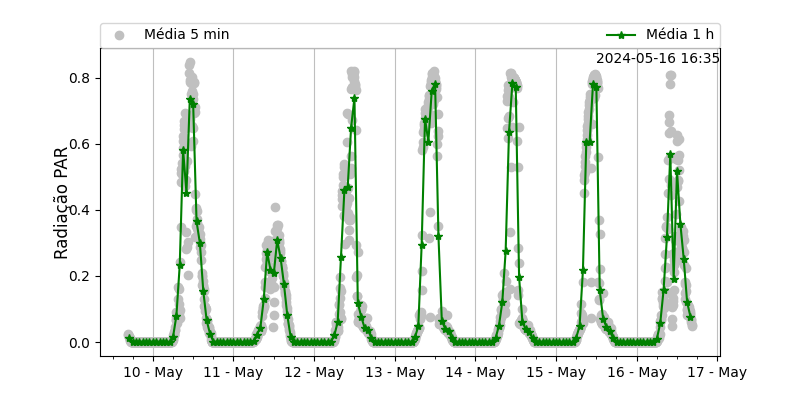 Média 5 min
Média 1 h
2024-05-16 16:35
Radiação PAR
0.8
0.6
0.4
0.2
0.0
10 - May
11 - May
12 - May
13 - May
14 - May
15 - May
16 - May
17 - May